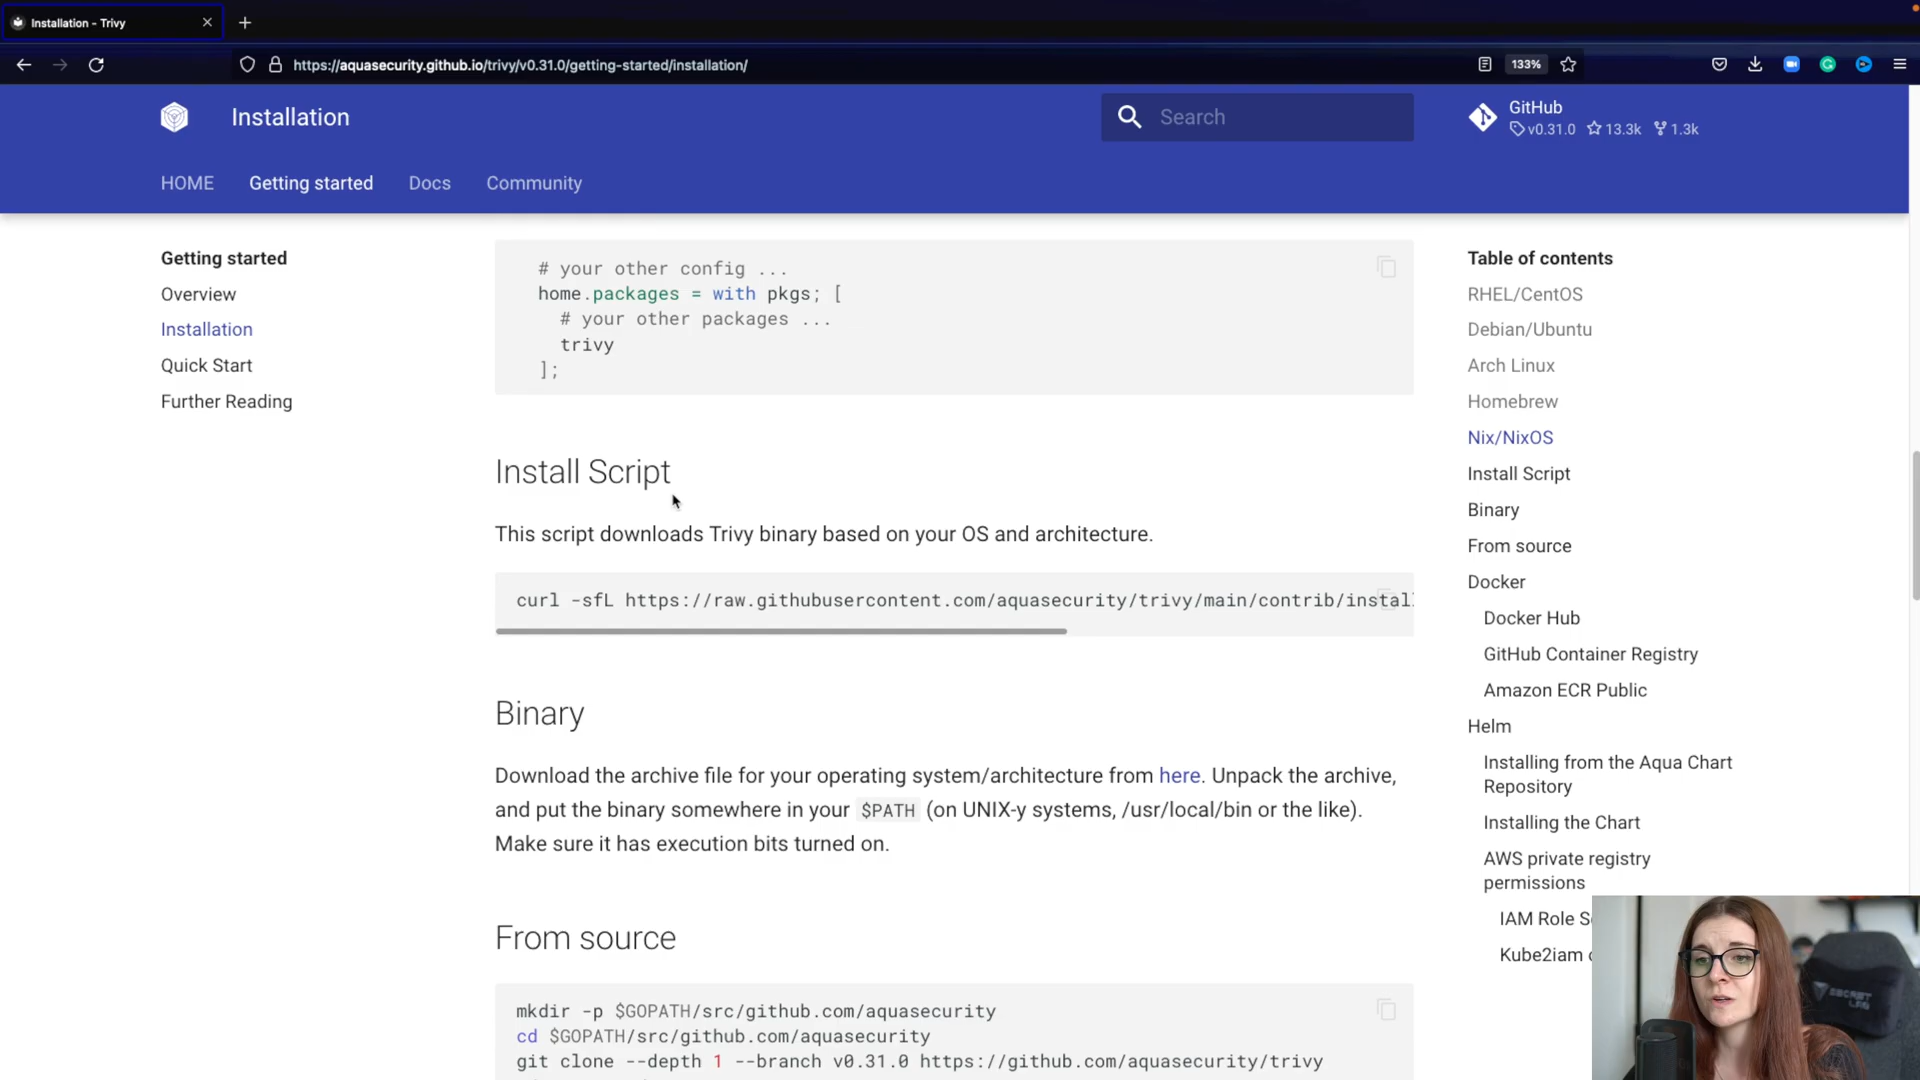 Installation - Trivy
https://aquasecurity.github.io/trivy/v0.31.0/getting-started/installation/
133%
Installation
Search
GitHub
v0.31.0 13.3k 1.3k
HOME Getting started Docs Community
Getting started
Overview
Installation
Quick Start
Further Reading
# your other config ...
home.packages = with pkgs; [
# your other packages ...
trivy
];
Install Script
This script downloads Trivy binary based on your OS and architecture.
curl -sfL https://raw.githubusercontent.com/aquasecurity/trivy/main/contrib/instal
Binary
Download the archive file for your operating system/architecture from here. Unpack the archive,
and put the binary somewhere in your $PATH (on UNIX-y systems, /usr/local/bin or the like).
Make sure it has execution bits turned on.
From source
mkdir -p $GOPATH/src/github.com/aquasecurity
cd $GOPATH/src/github.com/aquasecurity
git clone --depth 1 --branch v0.31.0 https://github.com/aquasecurity/trivy
Table of contents
RHEL/CentOS
Debian/Ubuntu
Arch Linux
Homebrew
Nix/NixOS
Install Script
Binary
From source
Docker
Docker Hub
GitHub Container Registry
Amazon ECR Public
Helm
Installing from the Aqua Chart
Repository
Installing the Chart
AWS private registry
permissions
IAM Role S
Kube2iam
SECRET LAB